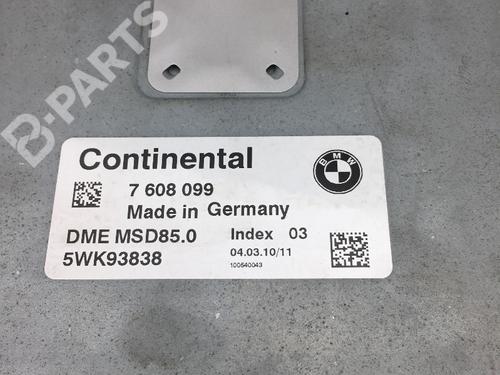 B-PARTS
Continental
BMW
7 608 099
Made in Germany
DME MSD85.0 Index 03
5WK93838 04.03.10/11
100640043